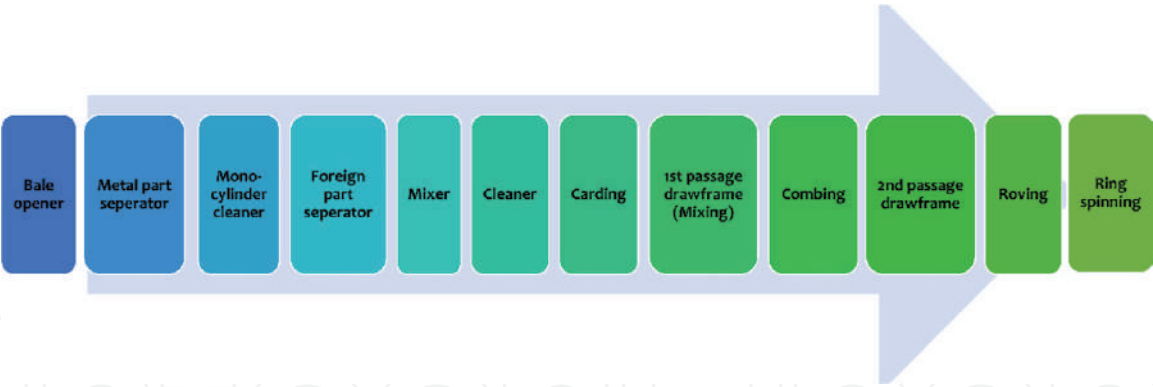 Bale
opener
Metal part
seperator
Mono-
cylinder
cleaner
Foreign
part
seperator
Mixer
Cleaner
Carding
1st passage
drawframe
(Mixing)
Combing
2nd passage
drawframe
Roving
Ring
spinning